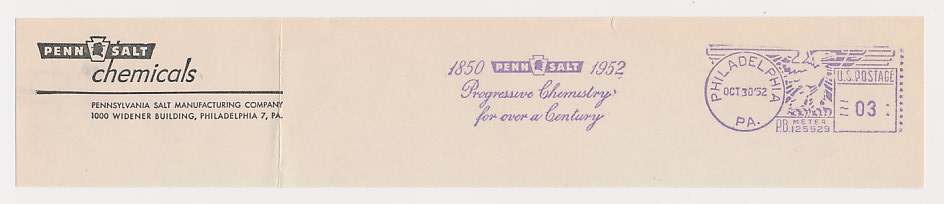 PENN SALT
chemicals
PENNSYLVANIA SALT MANUFACTURING COMPANY
1000 WIDENER BUILDING, PHILADELPHIA 7, PA.
1850 PENN SALT 1952
Progressive Chemistry
for over a Century
PHILADELPHIA
OCT 30 '52
PA.
U.S. POSTAGE
03
P.B. METER
125929